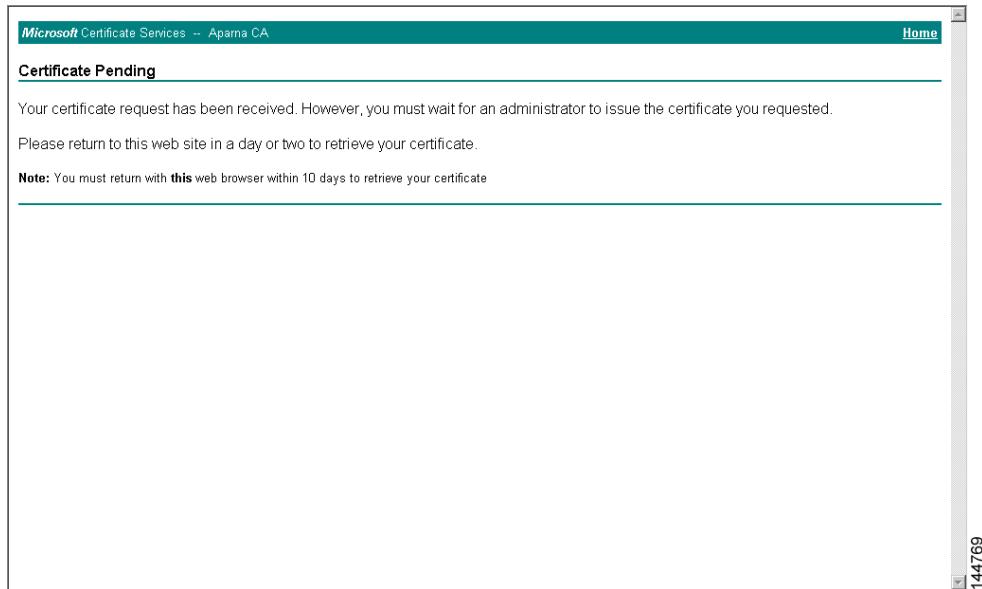 Microsoft Certificate Services -- Aparna CA Home
Certificate Pending
Your certificate request has been received. However, you must wait for an administrator to issue the certificate you requested.
Please return to this web site in a day or two to retrieve your certificate.
Note: You must return with this web browser within 10 days to retrieve your certificate
144769